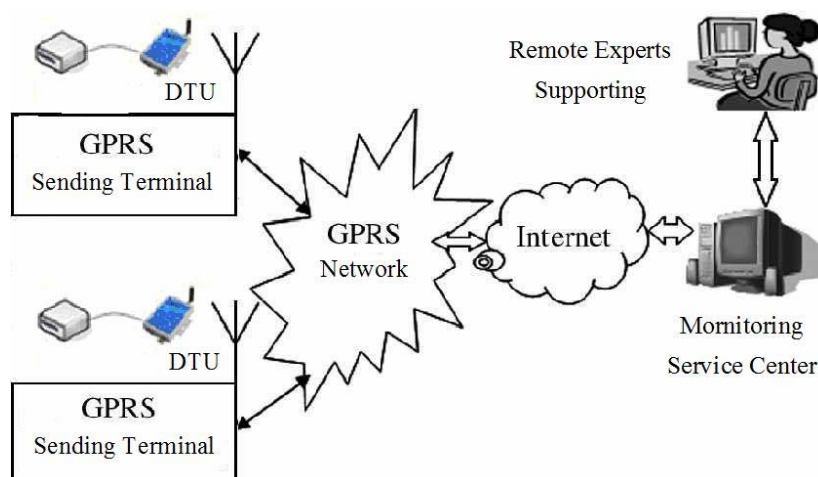 DTU
GPRS
Sending Terminal
DTU
GPRS
Sending Terminal
GPRS
Network
Internet
Remote Experts
Supporting
Mornitoring
Service Center